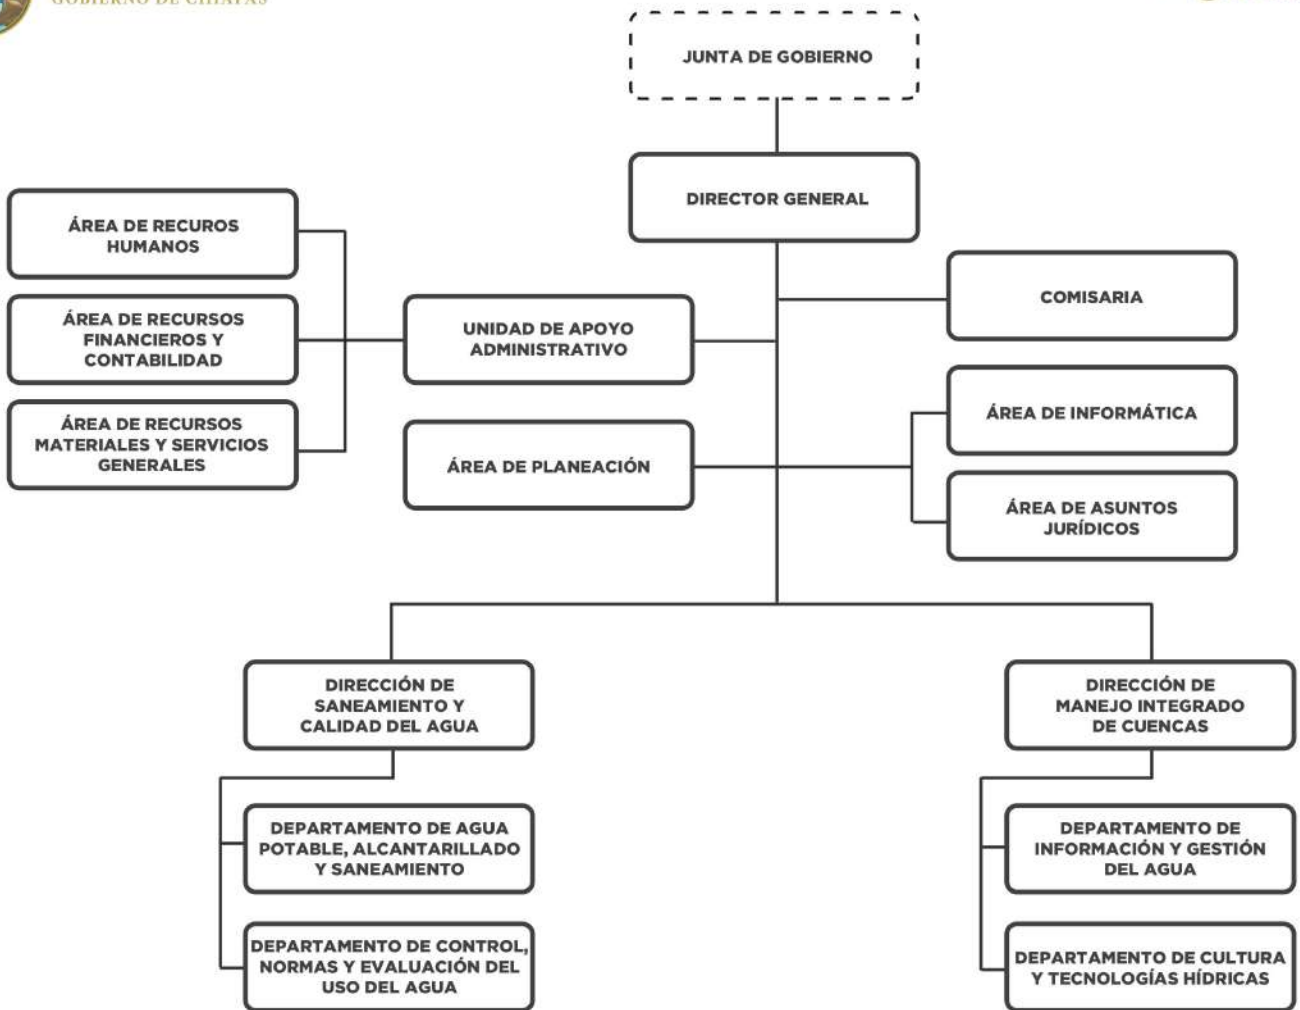 GOBIERNO DE CHIAPAS
JUNTA DE GOBIERNO
DIRECTOR GENERAL
ÁREA DE RECUROS
HUMANOS
ÁREA DE RECURSOS
FINANCIEROS Y
CONTABILIDAD
ÁREA DE RECURSOS
MATERIALES Y SERVICIOS
GENERALES
UNIDAD DE APOYO
ADMINISTRATIVO
ÁREA DE PLANEACIÓN
COMISARIA
ÁREA DE INFORMÁTICA
ÁREA DE ASUNTOS
JURÍDICOS
DIRECCIÓN DE
SANEAMIENTO Y
CALIDAD DEL AGUA
DEPARTAMENTO DE AGUA
POTABLE, ALCANTARILLADO
Y SANEAMIENTO
DEPARTAMENTO DE CONTROL,
NORMAS Y EVALUACIÓN DEL
USO DEL AGUA
DIRECCIÓN DE
MANEJO INTEGRADO
DE CUENCAS
DEPARTAMENTO DE
INFORMACIÓN Y GESTIÓN
DEL AGUA
DEPARTAMENTO DE CULTURA
Y TECNOLOGÍAS HÍDRICAS